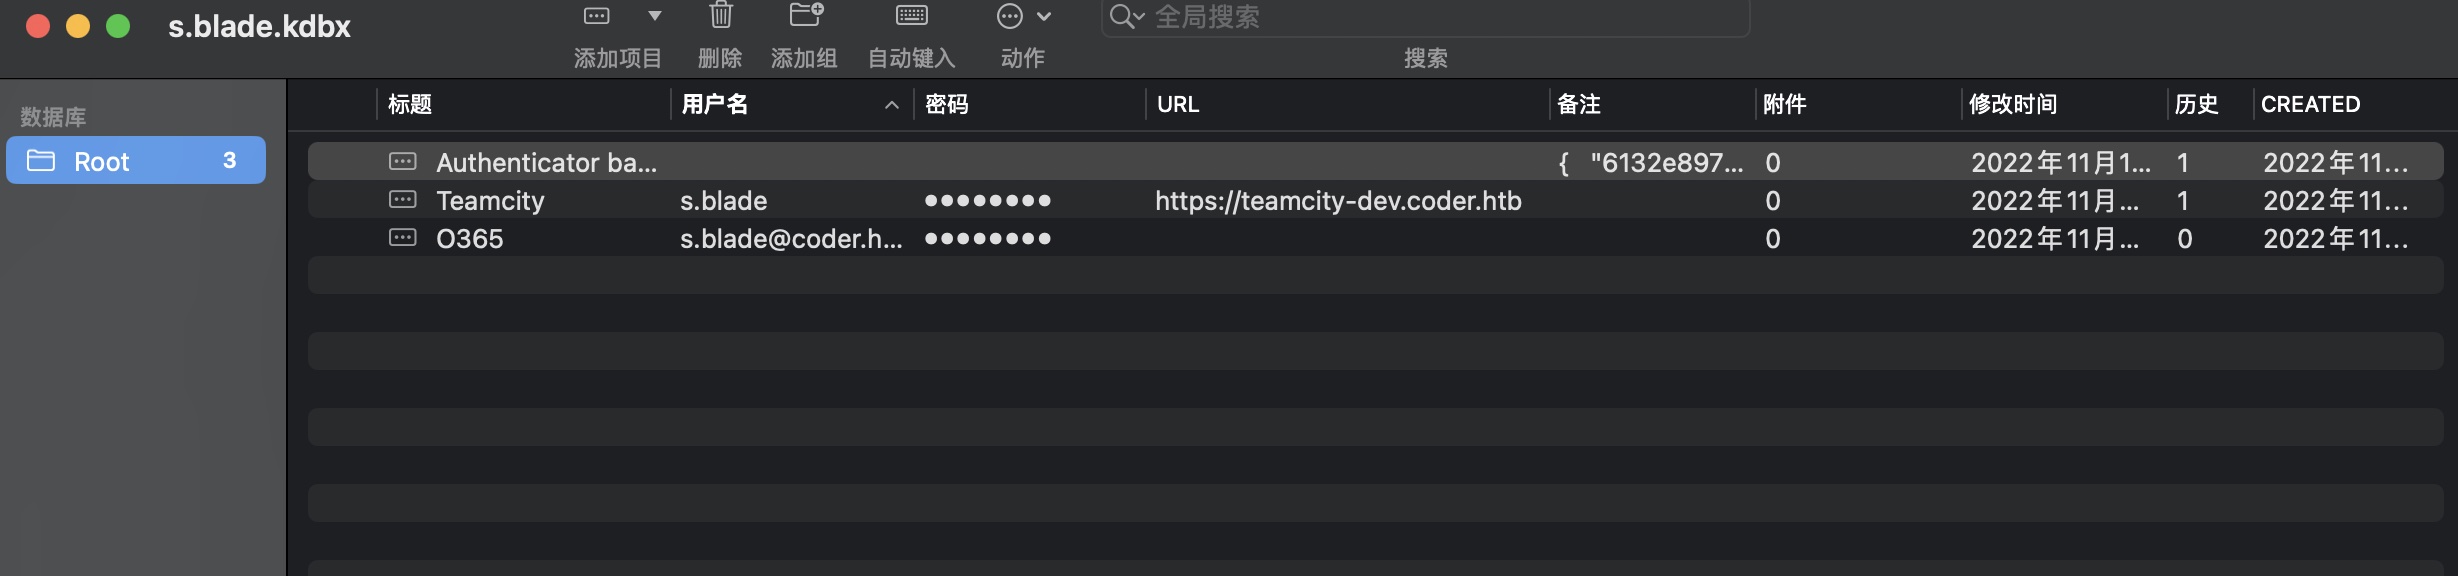 s.blade.kdbx
添加项目 删除 添加组 自动键入 动作 全局搜索 搜索
数据库
Root 3
标题 用户名 密码 URL 备注 附件 修改时间 历史 CREATED
Authenticator ba... { "6132e897... 0 2022年11月1... 1 2022年11...
Teamcity s.blade ●●●●●●●● https://teamcity-dev.coder.htb 0 2022年11月... 1 2022年11...
O365 s.blade@coder.h... ●●●●●●●● 0 2022年11月... 0 2022年11...